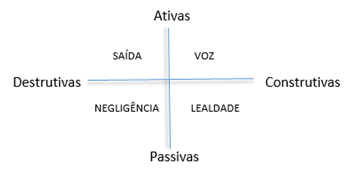 Ativas
SAÍDA VOZ
Destrutivas Construtivas
NEGLIGÊNCIA LEALDADE
Passivas